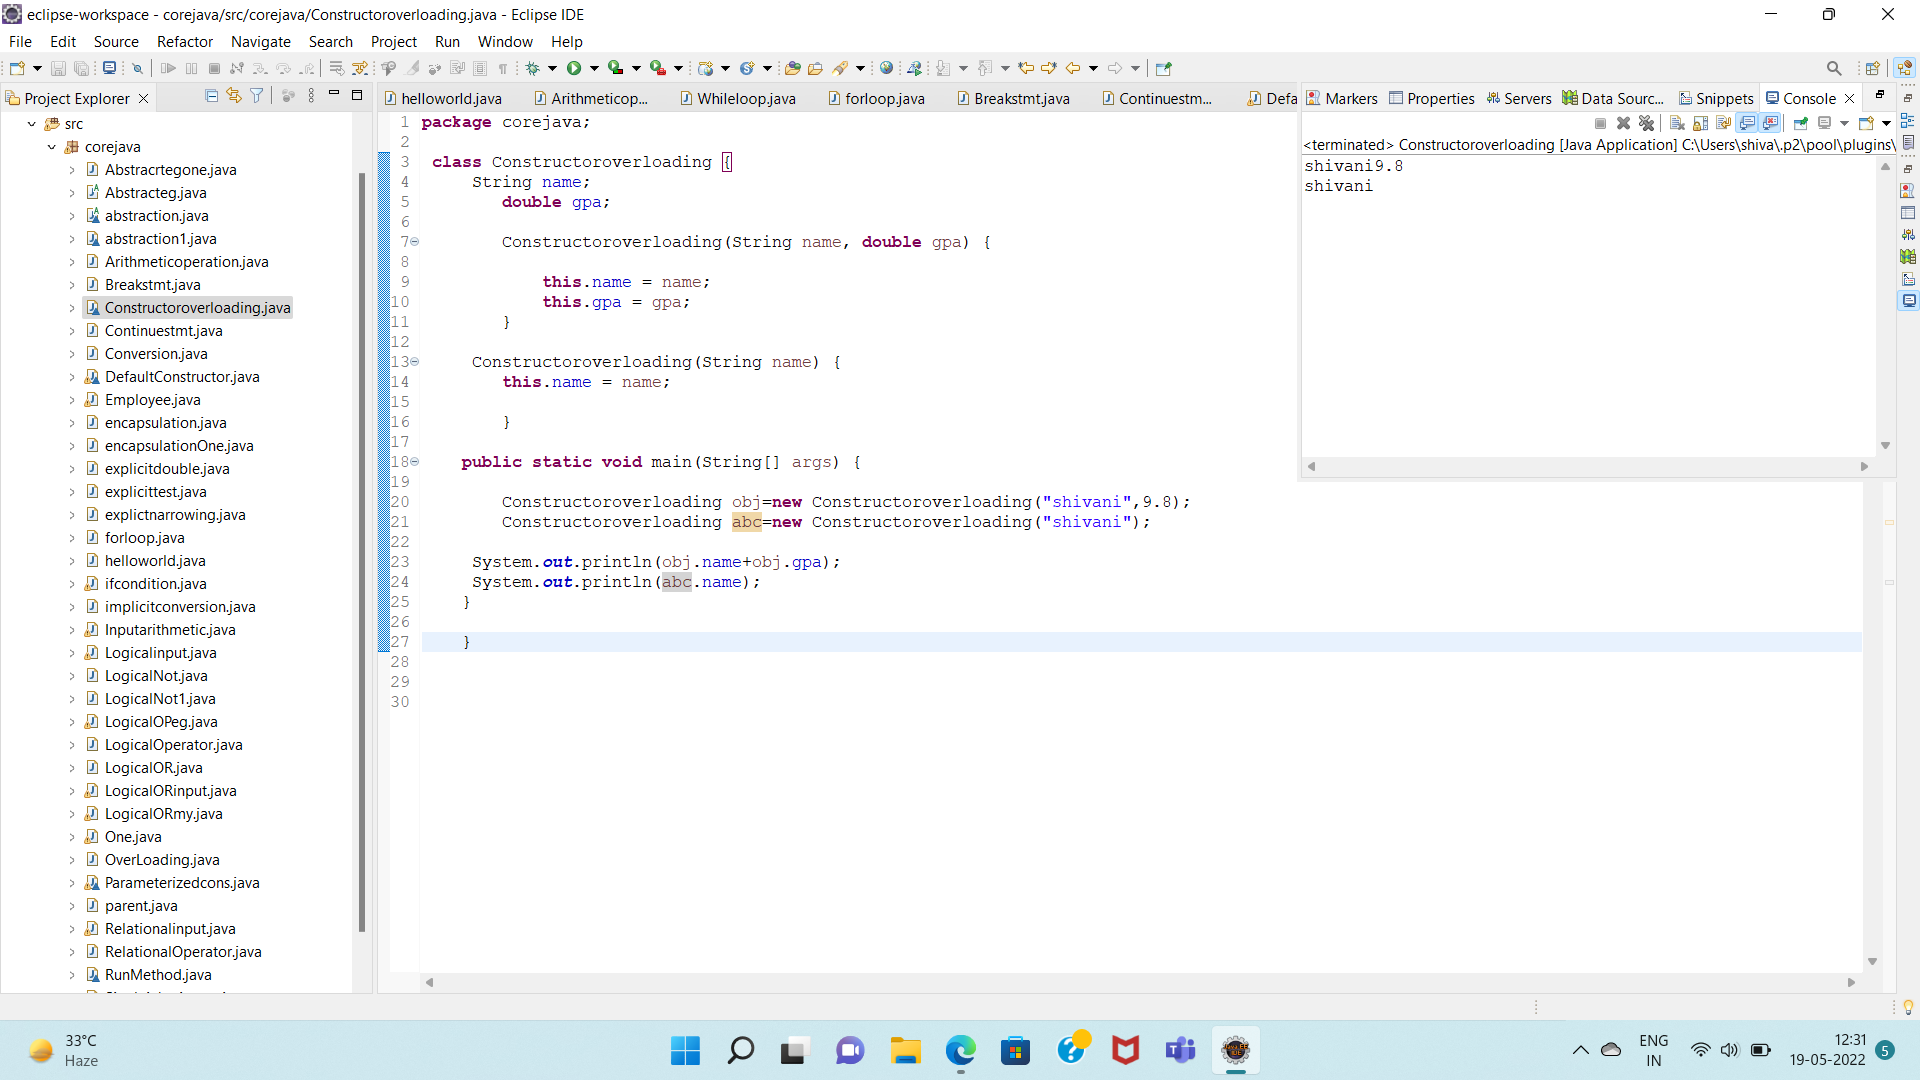 eclipse-workspace - corejava/src/corejava/Constructoroverloading.java - Eclipse IDE
File Edit Source Refactor Navigate Search Project Run Window Help
Project Explorer
src
corejava
Abstracrtegone.java
Abstracteg.java
abstraction.java
abstraction1.java
Arithmeticoperation.java
Breakstmt.java
Constructoroverloading.java
Continuestmt.java
Conversion.java
DefaultConstructor.java
Employee.java
encapsulation.java
encapsulationOne.java
explicitdouble.java
explicittest.java
explictnarrowing.java
forloop.java
helloworld.java
ifcondition.java
implicitconversion.java
Inputarithmetic.java
Logicalinput.java
LogicalNot.java
LogicalNot1.java
LogicalOPeg.java
LogicalOperator.java
LogicalOR.java
LogicalORinput.java
LogicalORmy.java
One.java
OverLoading.java
Parameterizedcons.java
parent.java
Relationalinput.java
RelationalOperator.java
RunMethod.java
helloworld.java Arithmeticop... Whileloop.java forloop.java Breakstmt.java Continuestm... Defa
1 package corejava;
2
3 class Constructoroverloading {
4 String name;
5 double gpa;
6
7 Constructoroverloading(String name, double gpa) {
8
9 this.name = name;
10 this.gpa = gpa;
11 }
12
13 Constructoroverloading(String name) {
14 this.name = name;
15
16 }
17
18 public static void main(String[] args) {
19
20 Constructoroverloading obj=new Constructoroverloading("shivani",9.8);
21 Constructoroverloading abc=new Constructoroverloading("shivani");
22
23 System.out.println(obj.name+obj.gpa);
24 System.out.println(abc.name);
25 }
26
27 }
28
29
30
Markers Properties Servers Data Sourc... Snippets Console
<terminated> Constructoroverloading [Java Application] C:\Users\shiva\.p2\pool\plugins\
shivani9.8
shivani
33°C
Haze
ENG
IN
12:31
19-05-2022
5